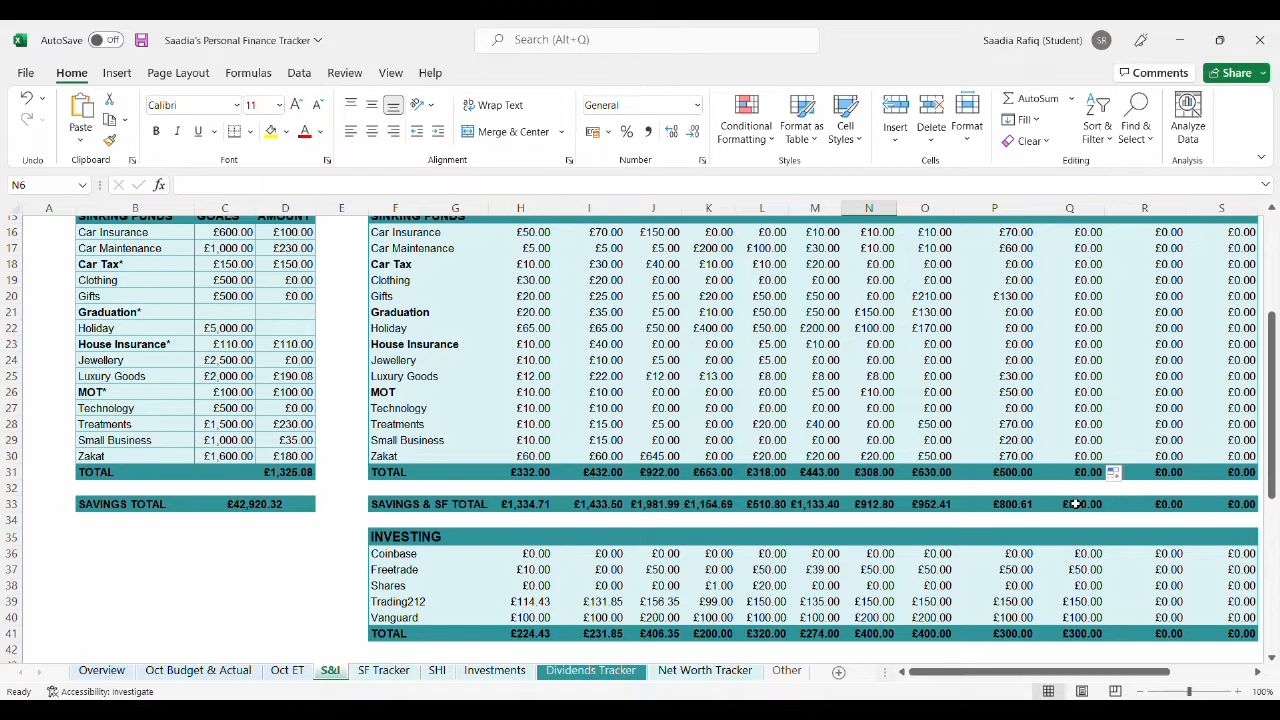 AutoSave Off Saadia's Personal Finance Tracker Search (Alt+Q) Saadia Rafiq (Student) SR
File Home Insert Page Layout Formulas Data Review View Help Comments Share
Calibri 11 Wrap Text General AutoSum
Paste Merge & Center Conditional Formatting Format as Table Cell Styles Insert Delete Format Fill Clear Sort & Filter Find & Select Analyze Data
Undo Clipboard Font Alignment Number Styles Cells Editing Analysis
N6 fx
A B C D E F G H I J K L M N O P Q R S
15 SINKING FUNDS GOALS AMOUNT SINKING FUNDS
16 Car Insurance £600.00 £100.00 Car Insurance £50.00 £70.00 £150.00 £0.00 £0.00 £10.00 £10.00 £10.00 £70.00 £0.00 £0.00 £0.00
17 Car Maintenance £1,000.00 £230.00 Car Maintenance £5.00 £5.00 £5.00 £200.00 £100.00 £30.00 £10.00 £10.00 £60.00 £0.00 £0.00 £0.00
18 Car Tax* £150.00 £150.00 Car Tax £10.00 £30.00 £40.00 £10.00 £10.00 £20.00 £0.00 £0.00 £0.00 £0.00 £0.00 £0.00
19 Clothing £500.00 £0.00 Clothing £30.00 £20.00 £0.00 £0.00 £0.00 £0.00 £0.00 £0.00 £0.00 £0.00 £0.00 £0.00
20 Gifts £500.00 £0.00 Gifts £20.00 £25.00 £5.00 £20.00 £50.00 £50.00 £0.00 £210.00 £130.00 £0.00 £0.00 £0.00
21 Graduation* Graduation £20.00 £35.00 £5.00 £10.00 £50.00 £50.00 £150.00 £130.00 £0.00 £0.00 £0.00 £0.00
22 Holiday £5,000.00 Holiday £65.00 £65.00 £50.00 £400.00 £50.00 £200.00 £100.00 £170.00 £0.00 £0.00 £0.00 £0.00
23 House Insurance* £110.00 £110.00 House Insurance £10.00 £40.00 £0.00 £0.00 £5.00 £10.00 £0.00 £0.00 £0.00 £0.00 £0.00 £0.00
24 Jewellery £2,500.00 £0.00 Jewellery £10.00 £10.00 £5.00 £0.00 £5.00 £0.00 £0.00 £0.00 £0.00 £0.00 £0.00 £0.00
25 Luxury Goods £2,000.00 £190.08 Luxury Goods £12.00 £22.00 £12.00 £13.00 £8.00 £8.00 £8.00 £0.00 £30.00 £0.00 £0.00 £0.00
26 MOT* £100.00 £100.00 MOT £10.00 £10.00 £0.00 £0.00 £0.00 £5.00 £10.00 £0.00 £50.00 £0.00 £0.00 £0.00
27 Technology £500.00 £0.00 Technology £10.00 £10.00 £0.00 £0.00 £0.00 £0.00 £0.00 £0.00 £0.00 £0.00 £0.00 £0.00
28 Treatments £1,500.00 £230.00 Treatments £10.00 £15.00 £5.00 £0.00 £20.00 £40.00 £0.00 £50.00 £70.00 £0.00 £0.00 £0.00
29 Small Business £1,000.00 £35.00 Small Business £10.00 £15.00 £0.00 £0.00 £0.00 £0.00 £0.00 £0.00 £20.00 £0.00 £0.00 £0.00
30 Zakat £1,600.00 £180.00 Zakat £60.00 £60.00 £645.00 £0.00 £20.00 £20.00 £20.00 £50.00 £70.00 £0.00 £0.00 £0.00
31 TOTAL £1,325.08 TOTAL £332.00 £432.00 £922.00 £653.00 £318.00 £443.00 £308.00 £630.00 £500.00 £0.00 £0.00 £0.00
32
33 SAVINGS TOTAL £42,920.32 SAVINGS & SF TOTAL £1,334.71 £1,433.50 £1,981.99 £1,154.69 £510.80 £1,133.40 £912.80 £952.41 £800.61 £0.00 £0.00
34
35 INVESTING
36 Coinbase £0.00 £0.00 £0.00 £0.00 £0.00 £0.00 £0.00 £0.00 £0.00 £0.00 £0.00 £0.00
37 Freetrade £10.00 £0.00 £50.00 £0.00 £50.00 £39.00 £50.00 £50.00 £50.00 £50.00 £0.00 £0.00
38 Shares £0.00 £0.00 £0.00 £1.00 £20.00 £0.00 £0.00 £0.00 £0.00 £0.00 £0.00 £0.00
39 Trading212 £114.43 £131.85 £156.35 £99.00 £150.00 £135.00 £150.00 £150.00 £150.00 £150.00 £0.00 £0.00
40 Vanguard £100.00 £100.00 £200.00 £100.00 £100.00 £100.00 £200.00 £200.00 £100.00 £100.00 £0.00 £0.00
41 TOTAL £224.43 £231.85 £406.35 £200.00 £320.00 £274.00 £400.00 £400.00 £300.00 £300.00 £0.00 £0.00
42
Overview Oct Budget & Actual Oct ET S&I SF Tracker SHI Investments Dividends Tracker Net Worth Tracker Other
Ready Accessibility: Investigate 100%